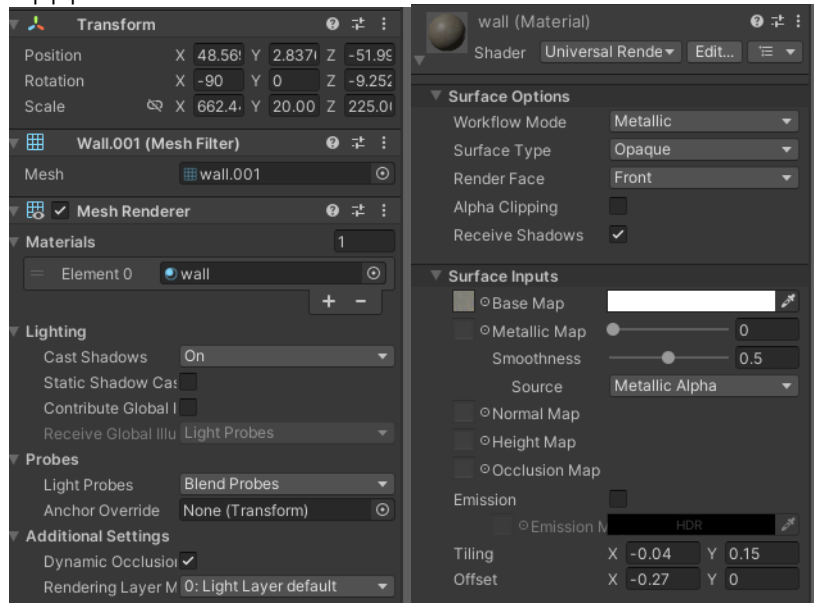 Transform
Position X 48.56 Y 2.837 Z -51.99
Rotation X -90 Y 0 Z -9.252
Scale X 662.4 Y 20.00 Z 225.0
Wall.001 (Mesh Filter)
Mesh wall.001
Mesh Renderer
Materials 1
Element 0 wall
+ -
Lighting
Cast Shadows On
Static Shadow Cas
Contribute Global I
Receive Global Illu Light Probes
Probes
Light Probes Blend Probes
Anchor Override None (Transform)
Additional Settings
Dynamic Occlusion
Rendering Layer M 0: Light Layer default
wall (Material)
Shader Universal Rende Edit...
Surface Options
Workflow Mode Metallic
Surface Type Opaque
Render Face Front
Alpha Clipping
Receive Shadows
Surface Inputs
Base Map
Metallic Map 0
Smoothness 0.5
Source Metallic Alpha
Normal Map
Height Map
Occlusion Map
Emission
Emission M HDR
Tiling X -0.04 Y 0.15
Offset X -0.27 Y 0